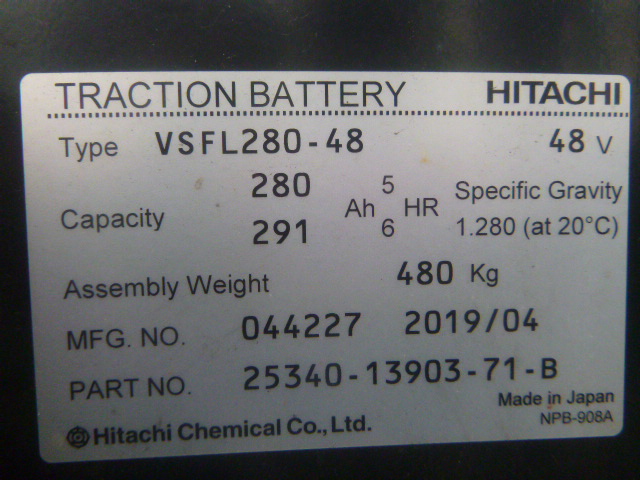 TRACTION BATTERY HITACHI
Type VSFL280-48 48 V
Capacity 280 Ah 5 HR Specific Gravity
291 6 1.280 (at 20°C)
Assembly Weight 480 Kg
MFG. NO. 044227 2019/04
PART NO. 25340-13903-71-B
Made in Japan
Hitachi Chemical Co., Ltd. NPB-908A